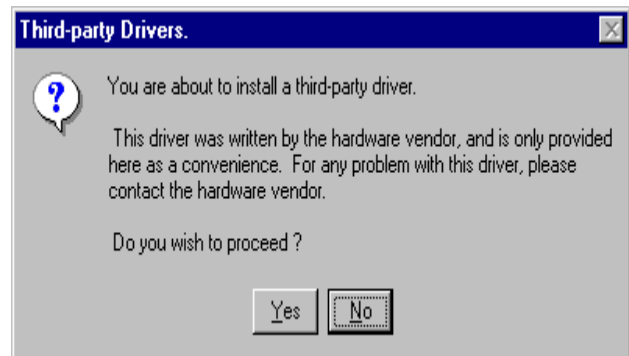 Third-party Drivers.
You are about to install a third-party driver.
This driver was written by the hardware vendor, and is only provided
here as a convenience.  For any problem with this driver, please
contact the hardware vendor.
Do you wish to proceed ?
Yes
No